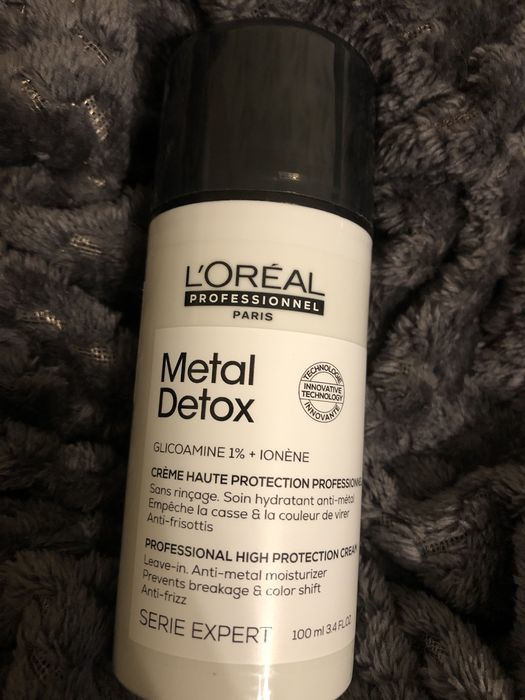 L'ORÉAL
PROFESSIONNEL
PARIS
Metal
Detox
TECHNOLOGIE
INNOVATIVE
TECHNOLOGY
INNOVANTE
GLICOAMINE 1% + IONÈNE
CRÈME HAUTE PROTECTION PROFESSIONNEL
Sans rinçage. Soin hydratant anti-métal
Empêche la casse & la couleur de virer
Anti-frisottis
PROFESSIONAL HIGH PROTECTION CREAM
Leave-in. Anti-metal moisturizer
Prevents breakage & color shift
Anti-frizz
SERIE EXPERT 100 ml 3.4 FL.OZ